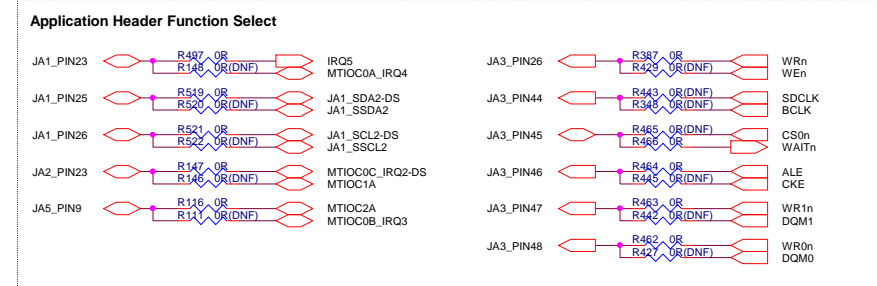 Application Header Function Select
JA1_PIN23 R497 0R IRQ5
R148 0R(DNF) MTIOC0A_IRQ4
JA1_PIN25 R519 0R JA1_SDA2-DS
R520 0R(DNF) JA1_SSDA2
JA1_PIN26 R521 0R JA1_SCL2-DS
R522 0R(DNF) JA1_SSCL2
JA2_PIN23 R147 0R MTIOC0C_IRQ2-DS
R146 0R(DNF) MTIOC1A
JA5_PIN9 R116 0R MTIOC2A
R111 0R(DNF) MTIOC0B_IRQ3
JA3_PIN26 R387 0R WRn
R429 0R(DNF) WEn
JA3_PIN44 R443 0R(DNF) SDCLK
R348 0R(DNF) BCLK
JA3_PIN45 R465 0R(DNF) CS0n
R466 0R WAITn
JA3_PIN46 R464 0R ALE
R445 0R(DNF) CKE
JA3_PIN47 R463 0R WR1n
R442 0R(DNF) DQM1
JA3_PIN48 R462 0R WR0n
R427 0R(DNF) DQM0